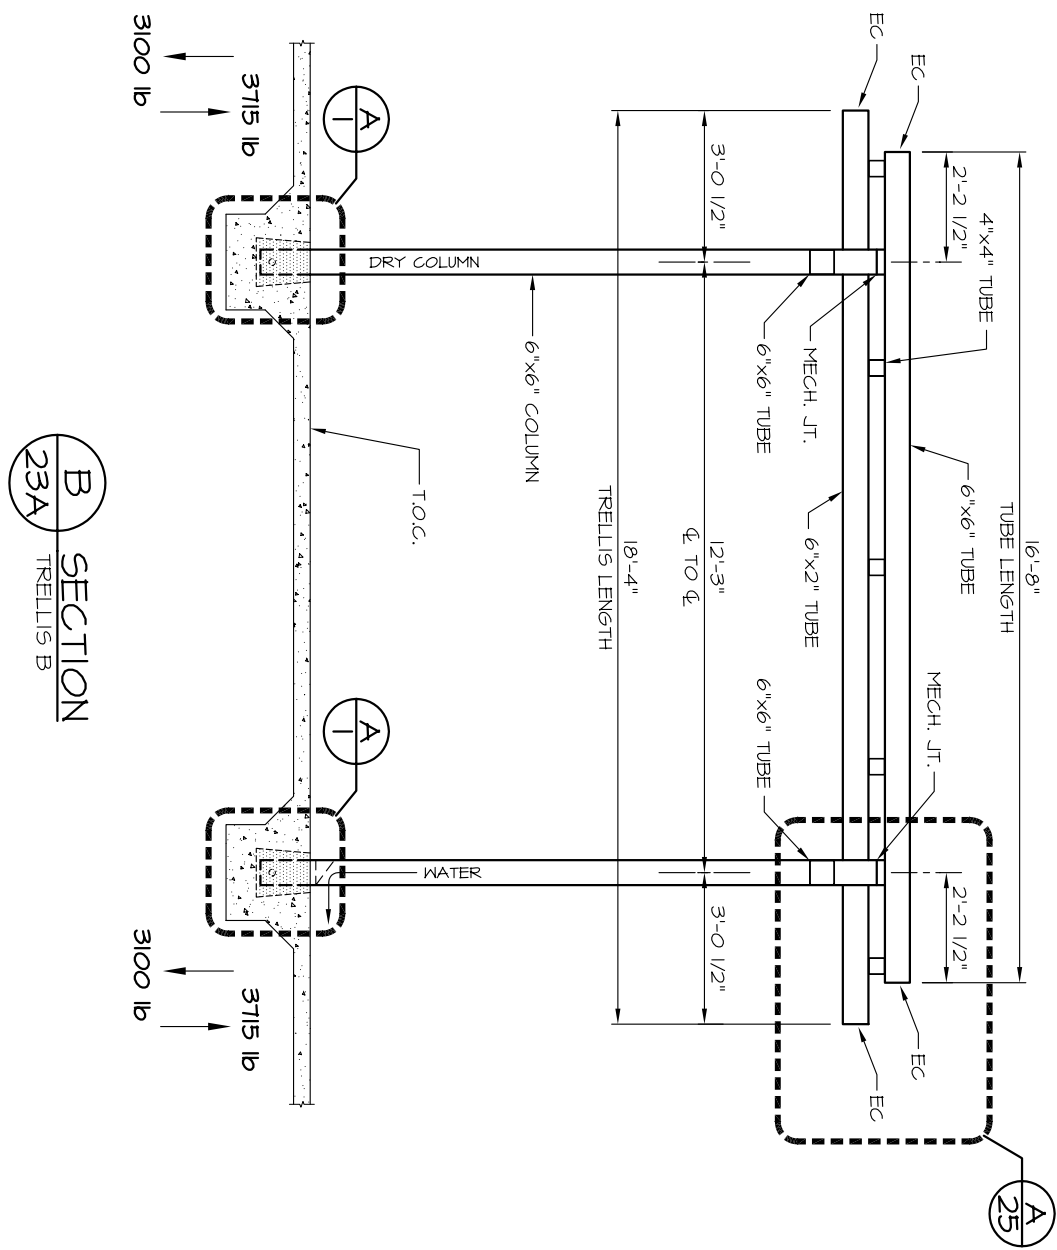 16'-8"
TUBE LENGTH
2'-2 1/2"
2'-2 1/2"
4"x4" TUBE
6"x6" TUBE
MECH. JT.
EC
EC
EC
EC
A
25
MECH. JT.
6"x6" TUBE
6"x2" TUBE
6"x6" TUBE
3'-0 1/2"
12'-3"
℄ TO ℄
3'-0 1/2"
18'-4"
TRELLIS LENGTH
6"x6" COLUMN
DRY COLUMN
WATER
T.O.C.
A
1
A
1
3715 lb
3100 lb
3715 lb
3100 lb
B
23A
SECTION
TRELLIS B